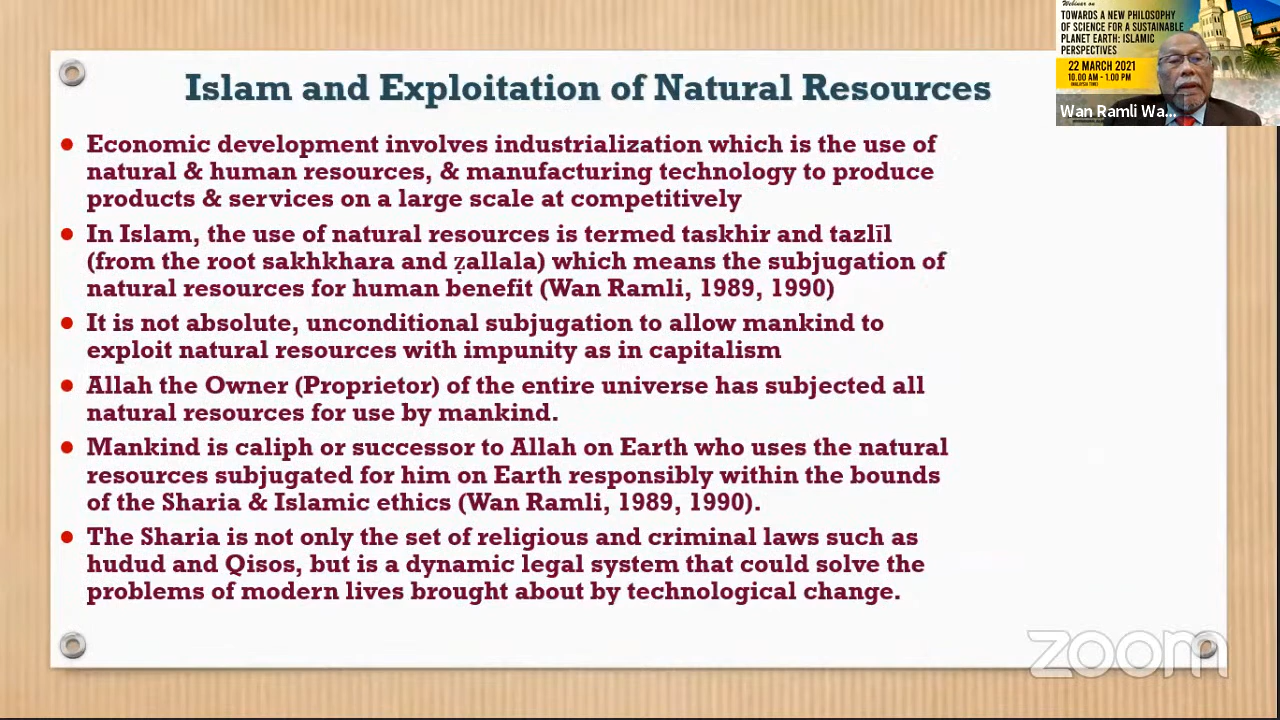 Islam and Exploitation of Natural Resources
• Economic development involves industrialization which is the use of
natural & human resources, & manufacturing technology to produce
products & services on a large scale at competitively
• In Islam, the use of natural resources is termed taskhir and tazlīl
(from the root sakhkhara and ẓallala) which means the subjugation of
natural resources for human benefit (Wan Ramli, 1989, 1990)
• It is not absolute, unconditional subjugation to allow mankind to
exploit natural resources with impunity as in capitalism
• Allah the Owner (Proprietor) of the entire universe has subjected all
natural resources for use by mankind.
• Mankind is caliph or successor to Allah on Earth who uses the natural
resources subjugated for him on Earth responsibly within the bounds
of the Sharia & Islamic ethics (Wan Ramli, 1989, 1990).
• The Sharia is not only the set of religious and criminal laws such as
hudud and Qisos, but is a dynamic legal system that could solve the
problems of modern lives brought about by technological change.
Webinar on
TOWARDS A NEW PHILOSOPHY
OF SCIENCE FOR A SUSTAINABLE
PLANET EARTH: ISLAMIC
PERSPECTIVES
22 MARCH 2021
10.00 AM - 1.00 PM
(MALAYSIA TIME)
Wan Ramli Wa...
zoom